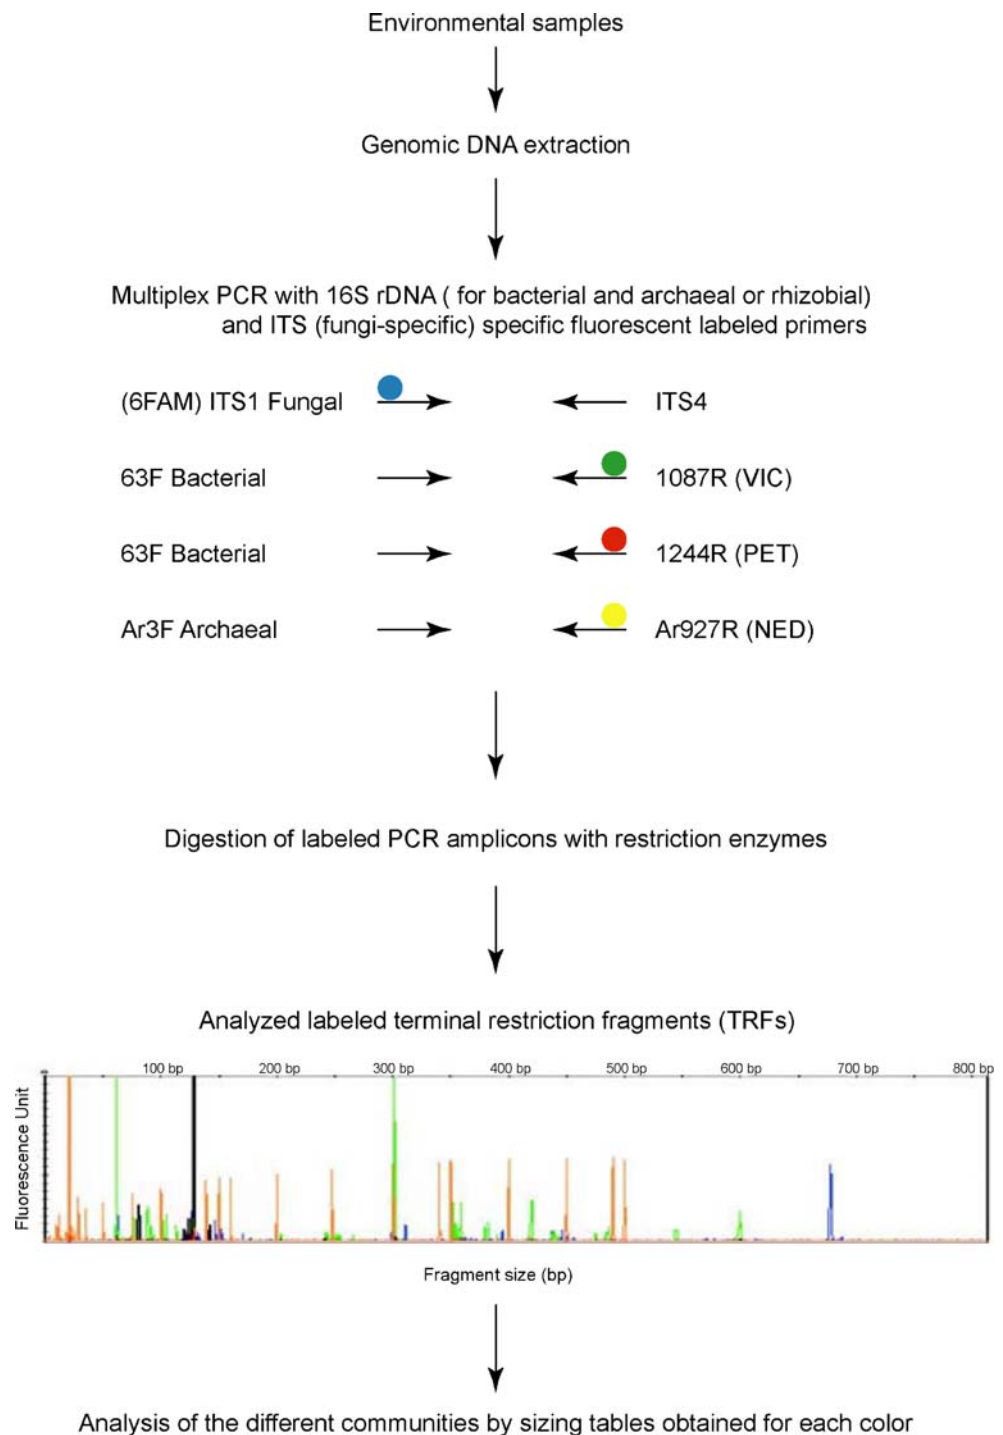 Environmental samples
Genomic DNA extraction
Multiplex PCR with 16S rDNA ( for bacterial and archaeal or rhizobial)
and ITS (fungi-specific) specific fluorescent labeled primers
(6FAM) ITS1 Fungal ITS4
63F Bacterial 1087R (VIC)
63F Bacterial 1244R (PET)
Ar3F Archaeal Ar927R (NED)
Digestion of labeled PCR amplicons with restriction enzymes
Analyzed labeled terminal restriction fragments (TRFs)
100 bp 200 bp 300 bp 400 bp 500 bp 600 bp 700 bp 800 bp
Fluorescence Unit
Fragment size (bp)
Analysis of the different communities by sizing tables obtained for each color